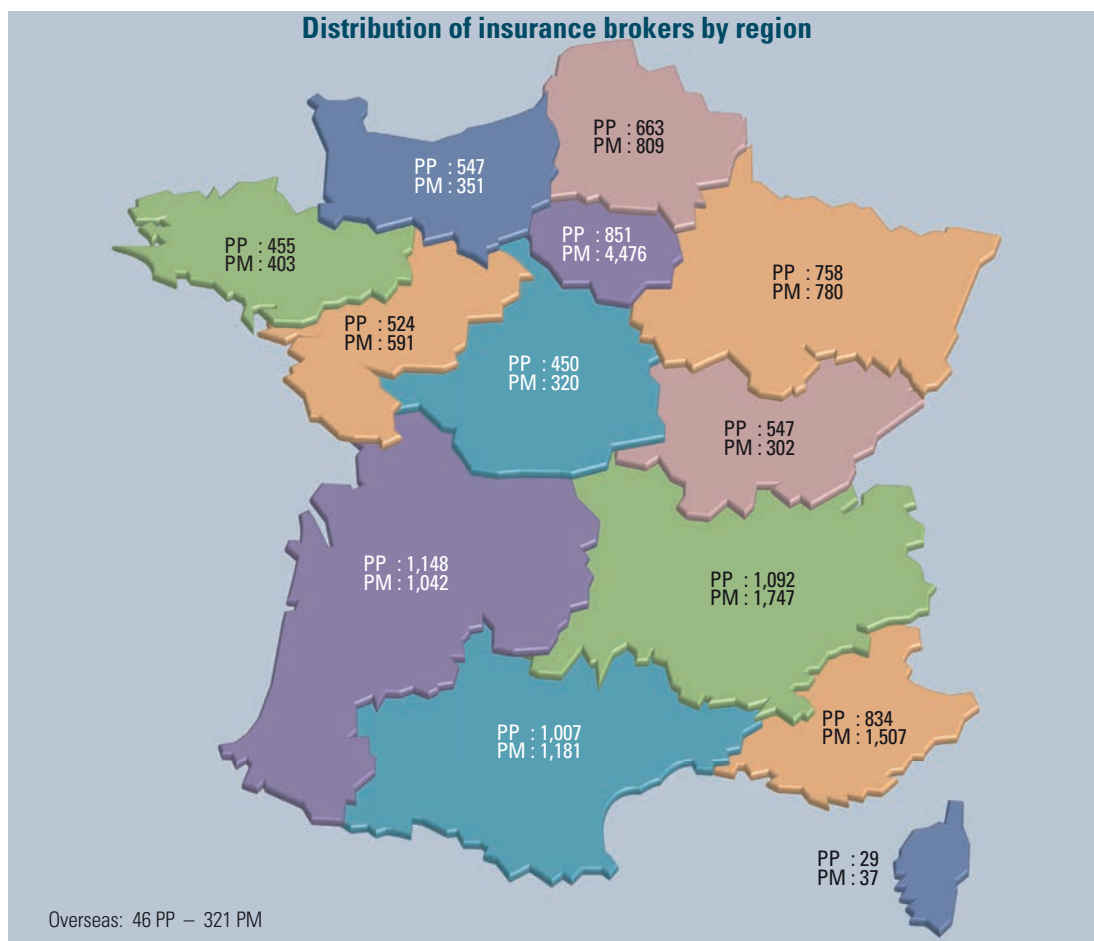 Distribution of insurance brokers by region
PP : 663
PM : 809
PP : 547
PM : 351
PP : 851
PM : 4,476
PP : 455
PM : 403
PP : 758
PM : 780
PP : 524
PM : 591
PP : 450
PM : 320
PP : 547
PM : 302
PP : 1,148
PM : 1,042
PP : 1,092
PM : 1,747
PP : 834
PM : 1,507
PP : 1,007
PM : 1,181
PP : 29
PM : 37
Overseas: 46 PP – 321 PM